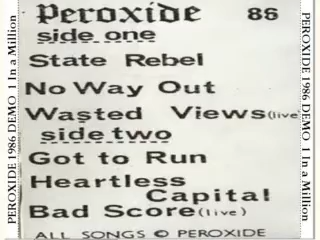 Peroxide 86
side one
State Rebel
No Way Out
Wasted Views(live)
side two
Got to Run
Heartless
Capital
Bad Score(live)
ALL SONGS © PEROXIDE
PEROXIDE 1986 DEMO 1 In a Million
PEROXIDE 1986 DEMO 1 In a Million